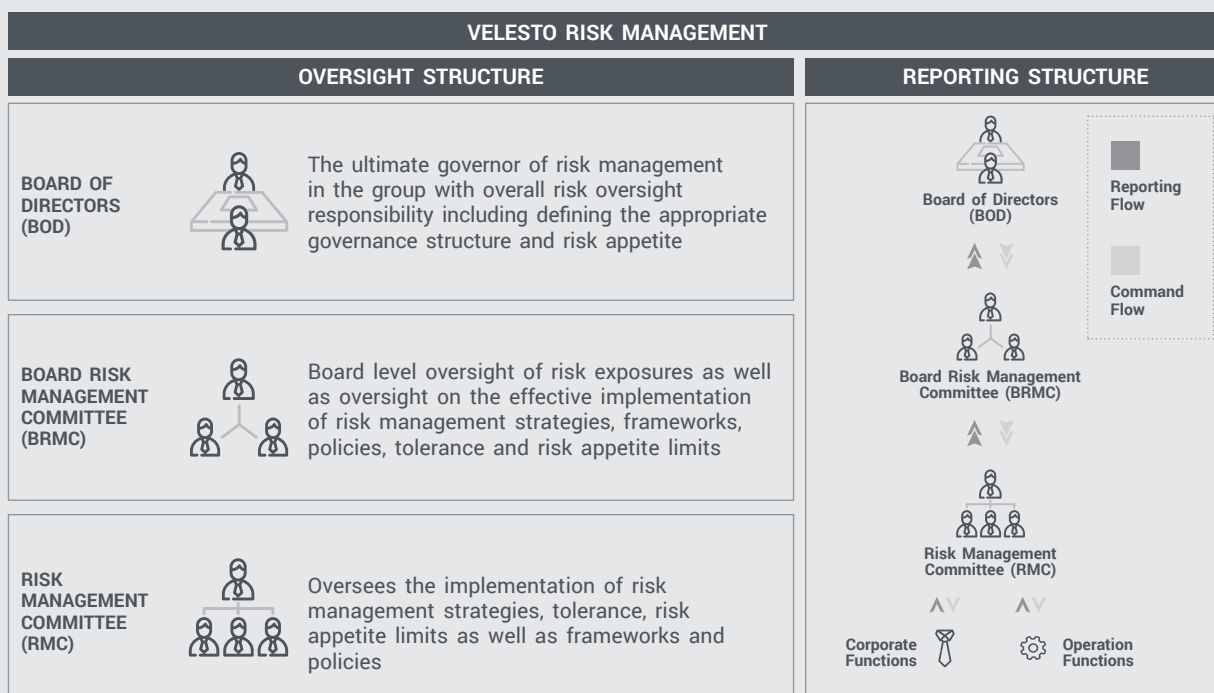 VELESTO RISK MANAGEMENT
OVERSIGHT STRUCTURE
BOARD OF
DIRECTORS
(BOD)
The ultimate governor of risk management
in the group with overall risk oversight
responsibility including defining the appropriate
governance structure and risk appetite
BOARD RISK
MANAGEMENT
COMMITTEE
(BRMC)
Board level oversight of risk exposures as well
as oversight on the effective implementation
of risk management strategies, frameworks,
policies, tolerance and risk appetite limits
RISK
MANAGEMENT
COMMITTEE
(RMC)
Oversees the implementation of risk
management strategies, tolerance, risk
appetite limits as well as frameworks and
policies
REPORTING STRUCTURE
Board of Directors
(BOD)
Reporting
Flow
Command
Flow
Board Risk Management
Committee (BRMC)
Risk Management
Committee (RMC)
Corporate
Functions
Operation
Functions